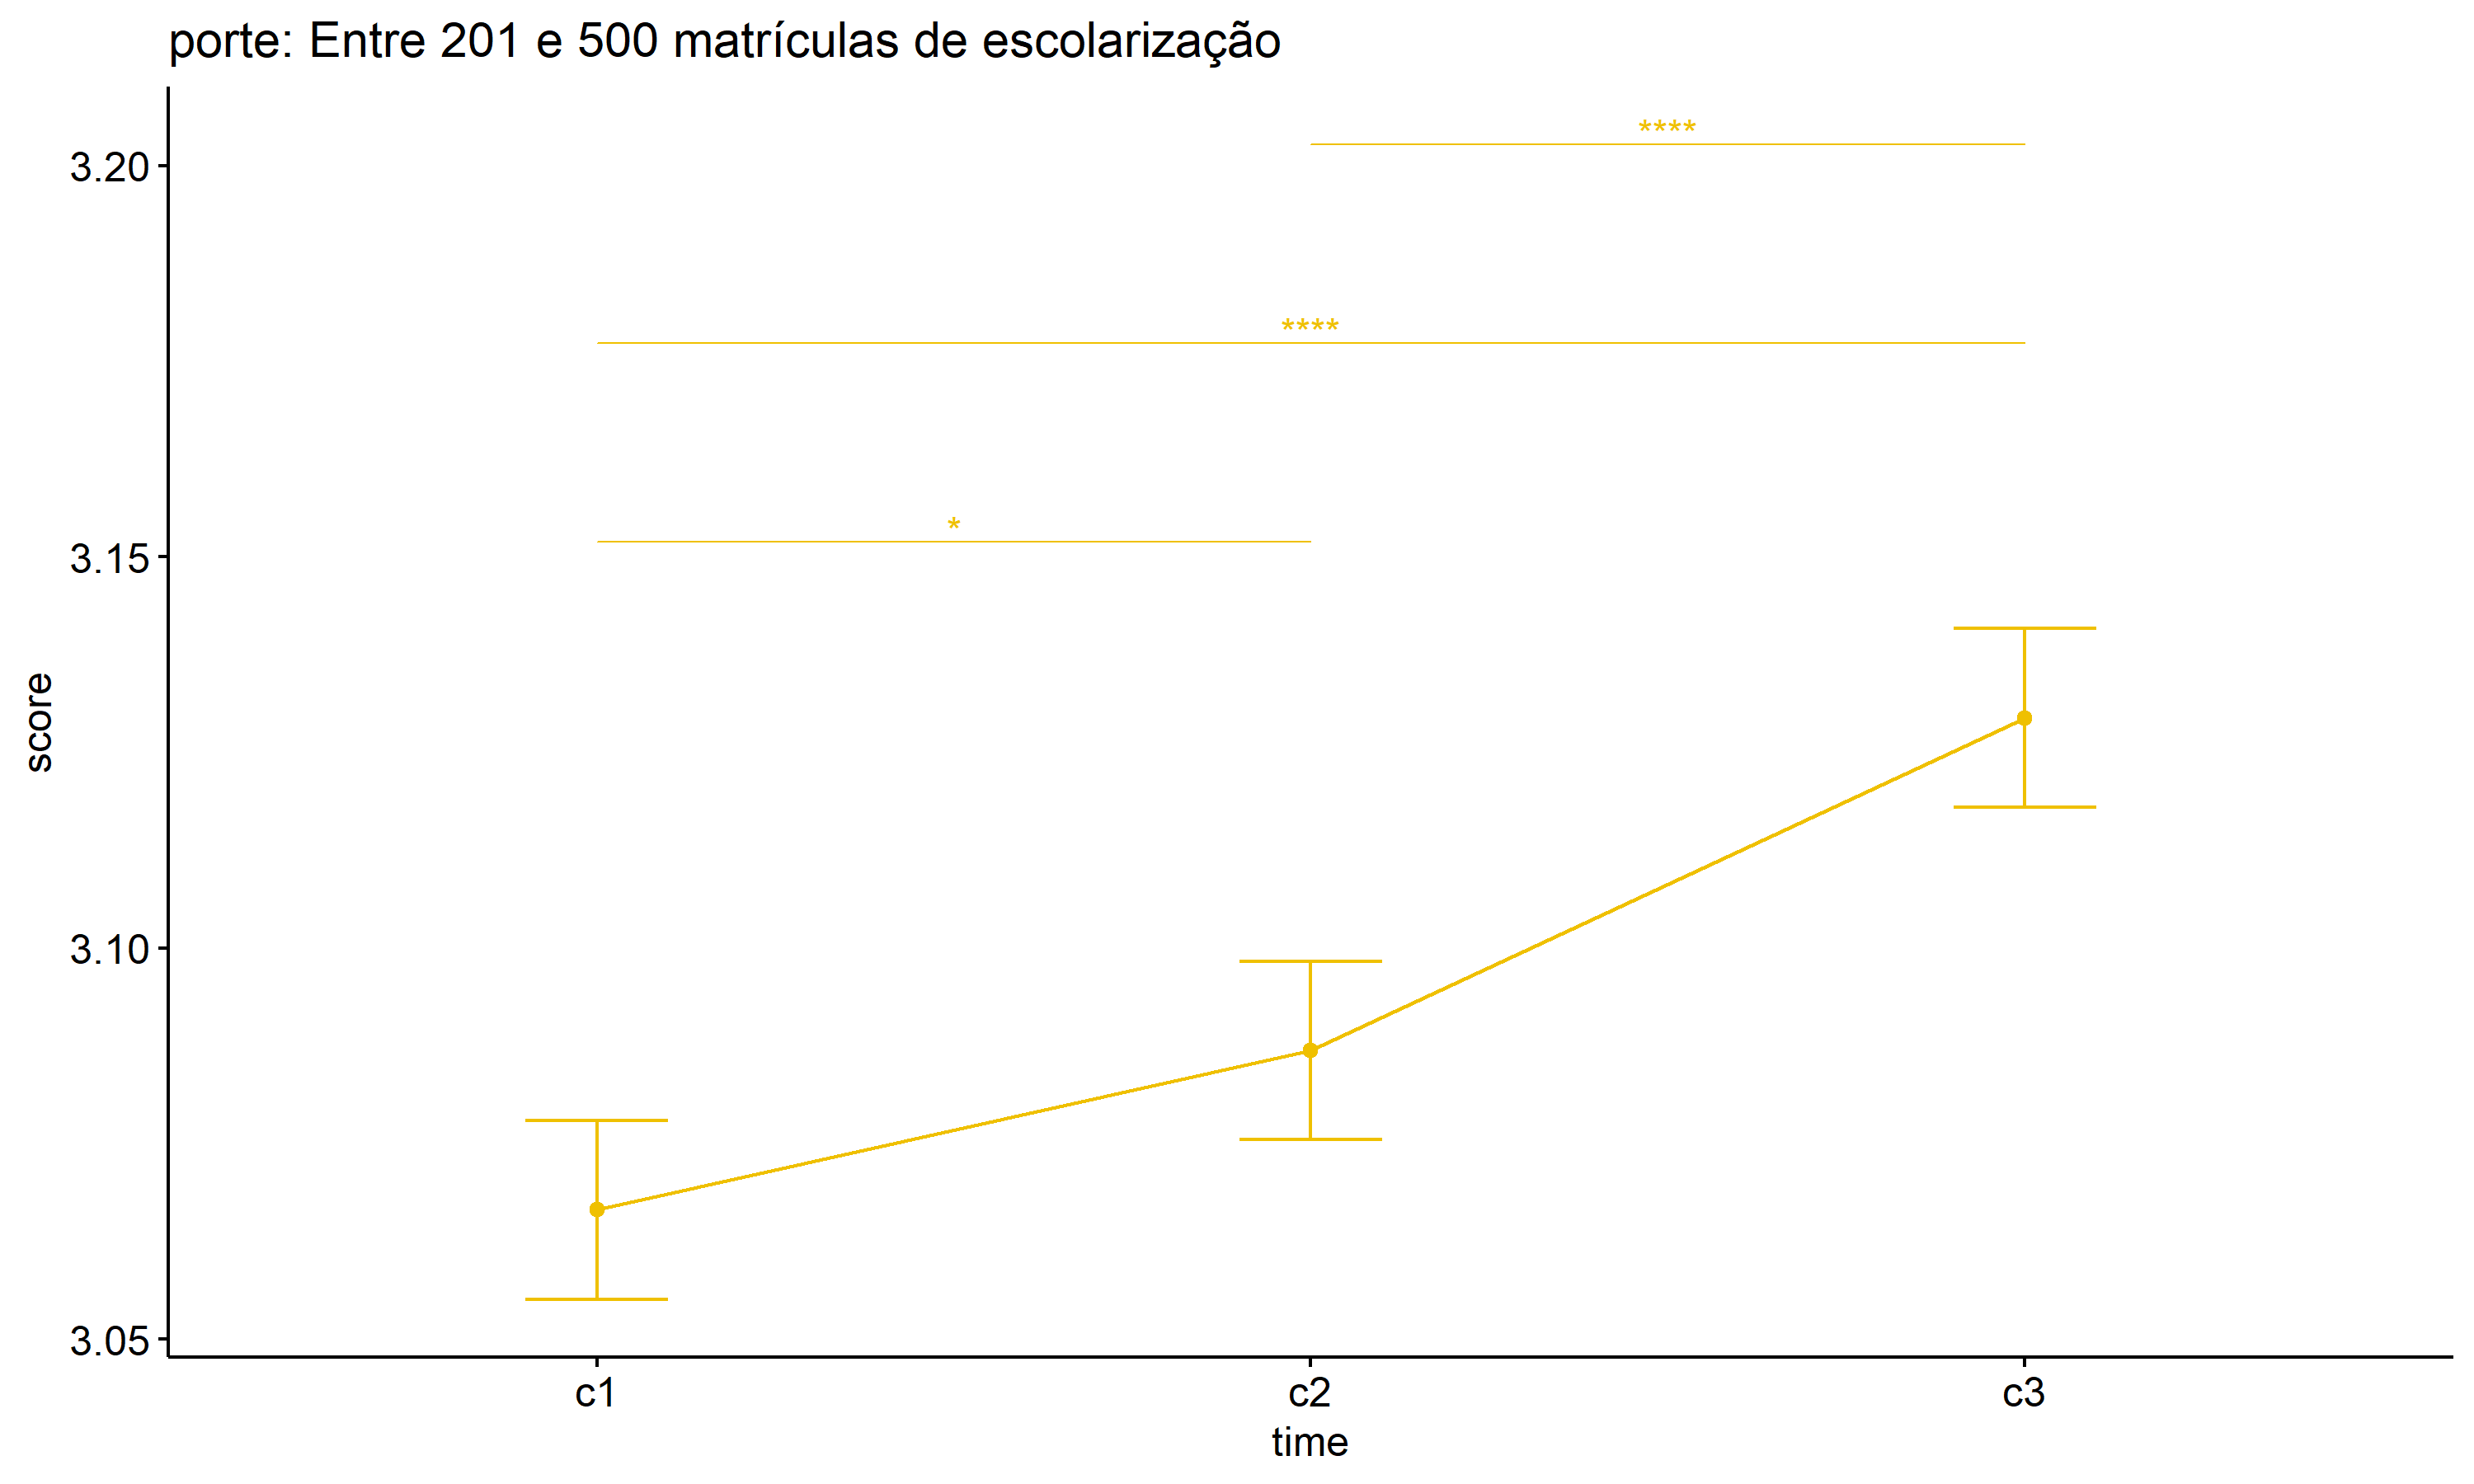 porte: Entre 201 e 500 matrículas de escolarização
****
3.20
****
*
3.15
score
3.10
3.05
c1 c2 c3
time